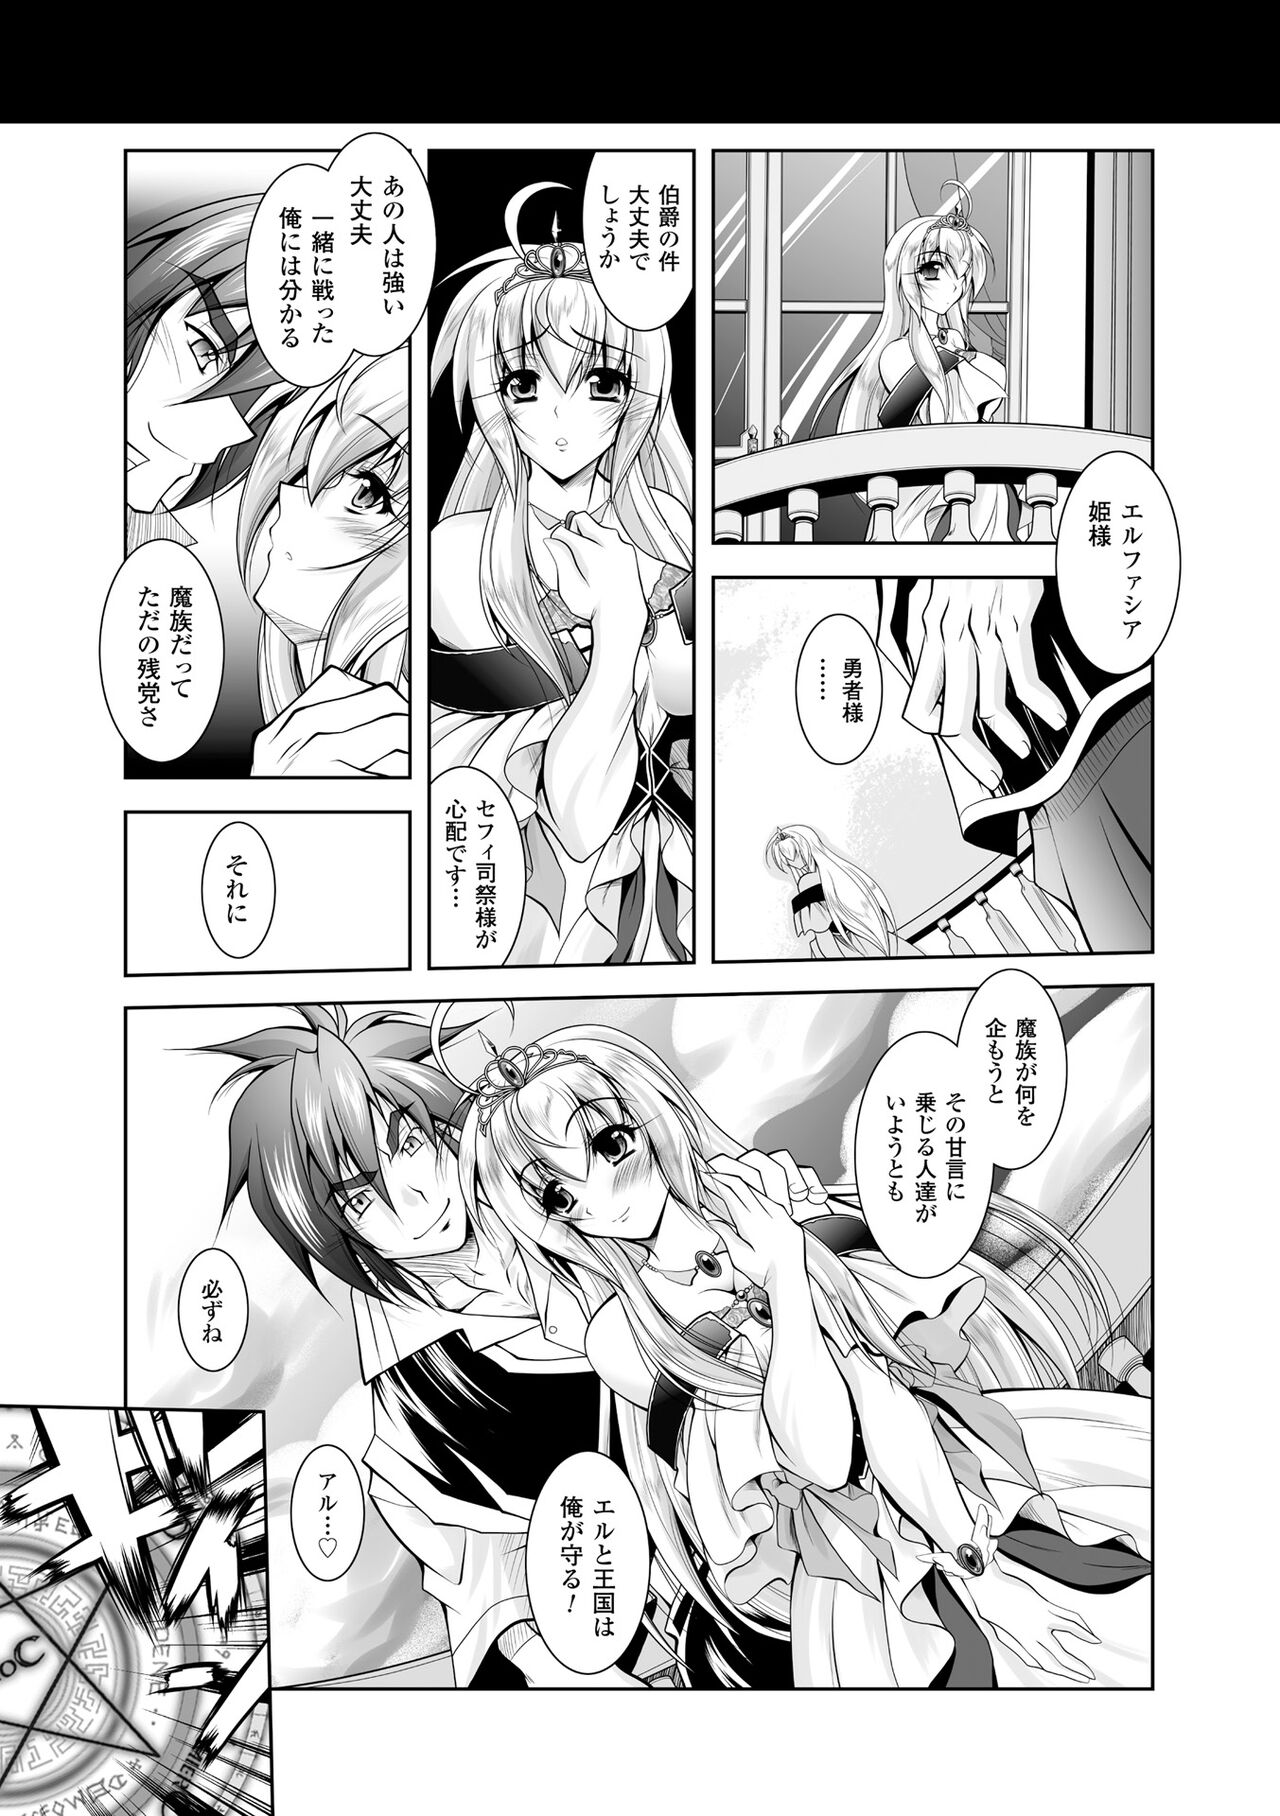 エルファシア
姫様
勇者様
……
伯爵の件
大丈夫で
しょうか
セフィ司祭様が
心配です…
あの人は強い
大丈夫
一緒に戦った
俺には分かる
魔族だって
ただの残党さ
それに
魔族が何を
企もうと
その甘言に
乗じる人達が
いようとも
エルと王国は
俺が守る!
アル…♡
必ずね